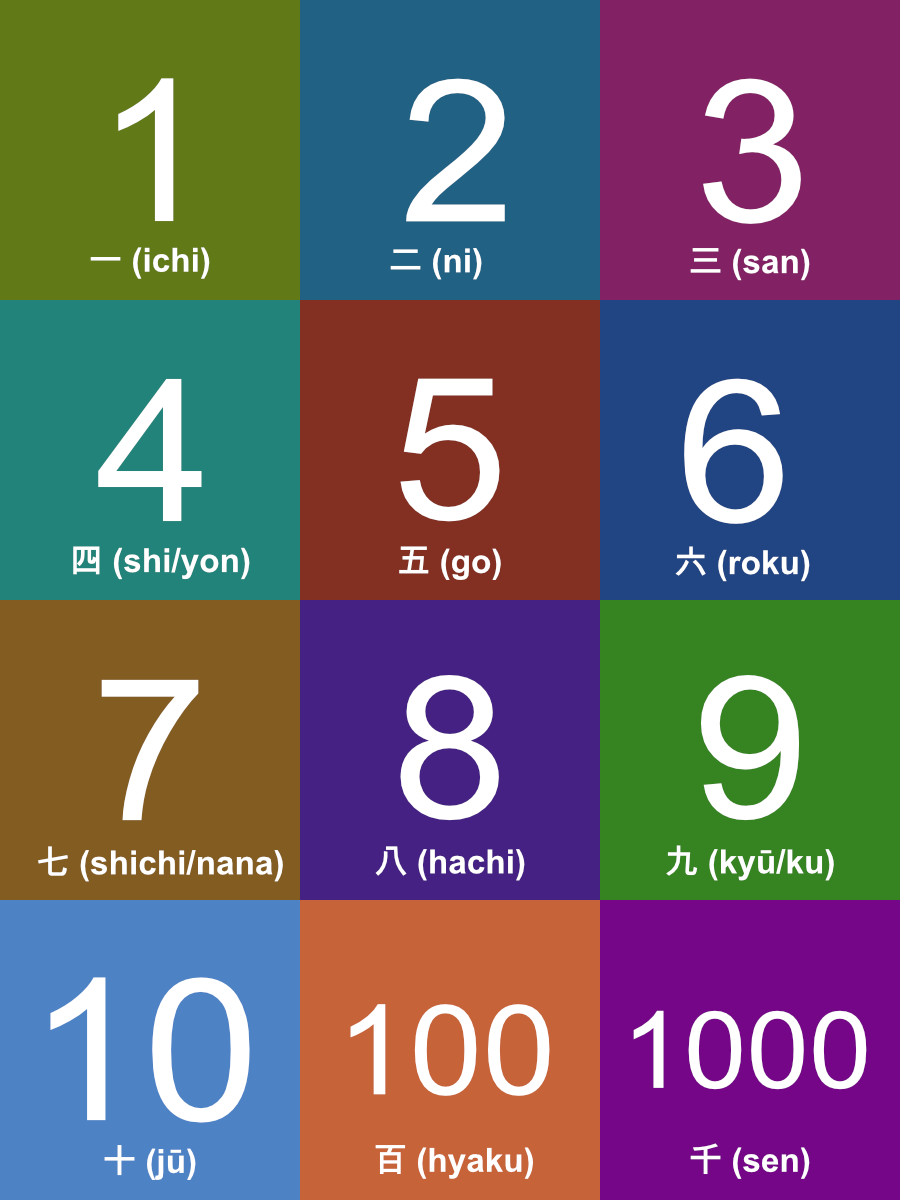 1
一 (ichi)
2
二 (ni)
3
三 (san)
4
四 (shi/yon)
5
五 (go)
6
六 (roku)
7
七 (shichi/nana)
8
八 (hachi)
9
九 (kyū/ku)
10
十 (jū)
100
百 (hyaku)
1000
千 (sen)